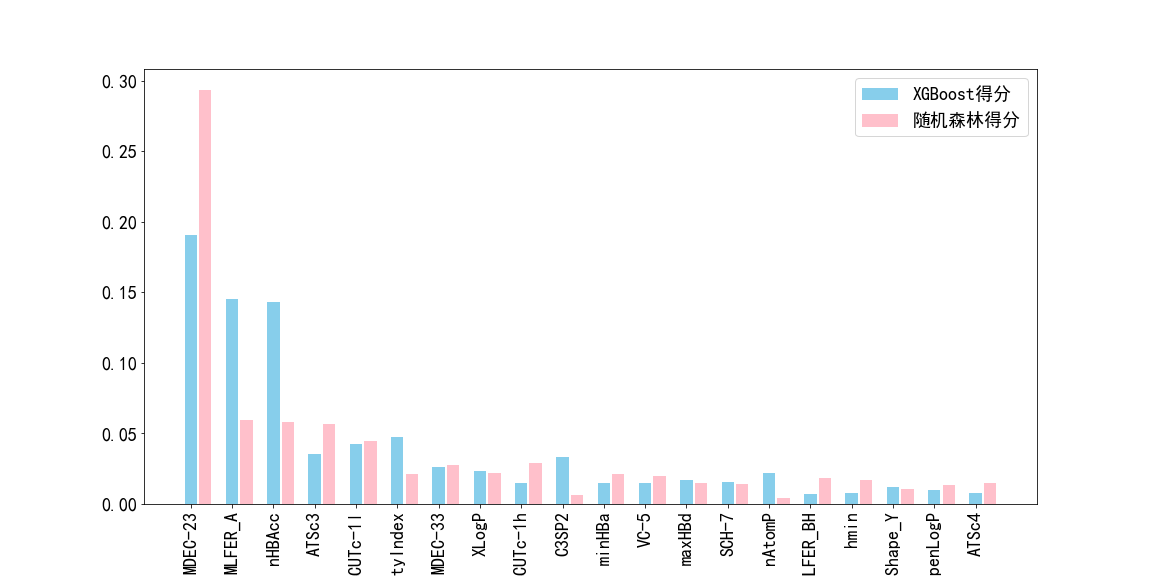 XGBoost得分
随机森林得分
0.30
0.25
0.20
0.15
0.10
0.05
0.00
MDEC-23
MLFER_A
nHBAcc
ATSc3
CUTc-1l
tyIndex
MDEC-33
XLogP
CUTc-1h
C3SP2
minHBa
VC-5
maxHBd
SCH-7
nAtomP
LFER_BH
hmin
Shape_Y
penLogP
ATSc4